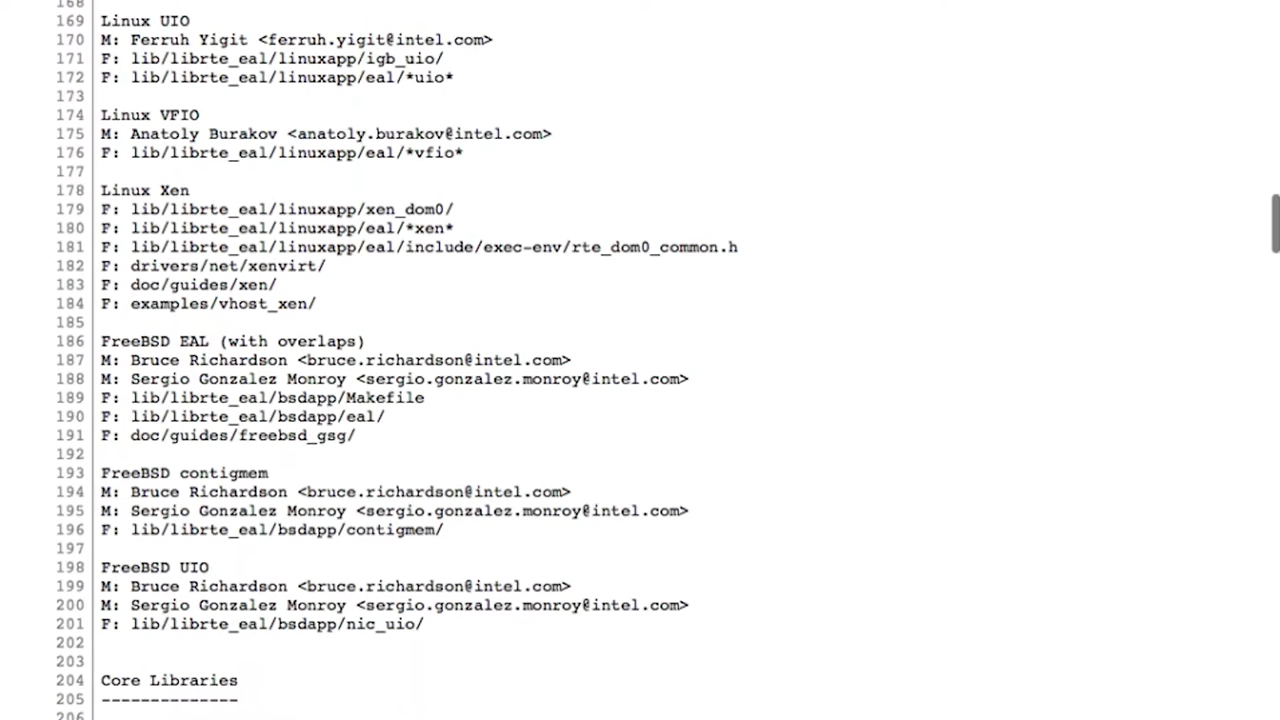 168
169 Linux UIO
170 M: Ferruh Yigit <ferruh.yigit@intel.com>
171 F: lib/librte_eal/linuxapp/igb_uio/
172 F: lib/librte_eal/linuxapp/eal/*uio*
173
174 Linux VFIO
175 M: Anatoly Burakov <anatoly.burakov@intel.com>
176 F: lib/librte_eal/linuxapp/eal/*vfio*
177
178 Linux Xen
179 F: lib/librte_eal/linuxapp/xen_dom0/
180 F: lib/librte_eal/linuxapp/eal/*xen*
181 F: lib/librte_eal/linuxapp/eal/include/exec-env/rte_dom0_common.h
182 F: drivers/net/xenvirt/
183 F: doc/guides/xen/
184 F: examples/vhost_xen/
185
186 FreeBSD EAL (with overlaps)
187 M: Bruce Richardson <bruce.richardson@intel.com>
188 M: Sergio Gonzalez Monroy <sergio.gonzalez.monroy@intel.com>
189 F: lib/librte_eal/bsdapp/Makefile
190 F: lib/librte_eal/bsdapp/eal/
191 F: doc/guides/freebsd_gsg/
192
193 FreeBSD contigmem
194 M: Bruce Richardson <bruce.richardson@intel.com>
195 M: Sergio Gonzalez Monroy <sergio.gonzalez.monroy@intel.com>
196 F: lib/librte_eal/bsdapp/contigmem/
197
198 FreeBSD UIO
199 M: Bruce Richardson <bruce.richardson@intel.com>
200 M: Sergio Gonzalez Monroy <sergio.gonzalez.monroy@intel.com>
201 F: lib/librte_eal/bsdapp/nic_uio/
202
203
204 Core Libraries
205 --------------
206